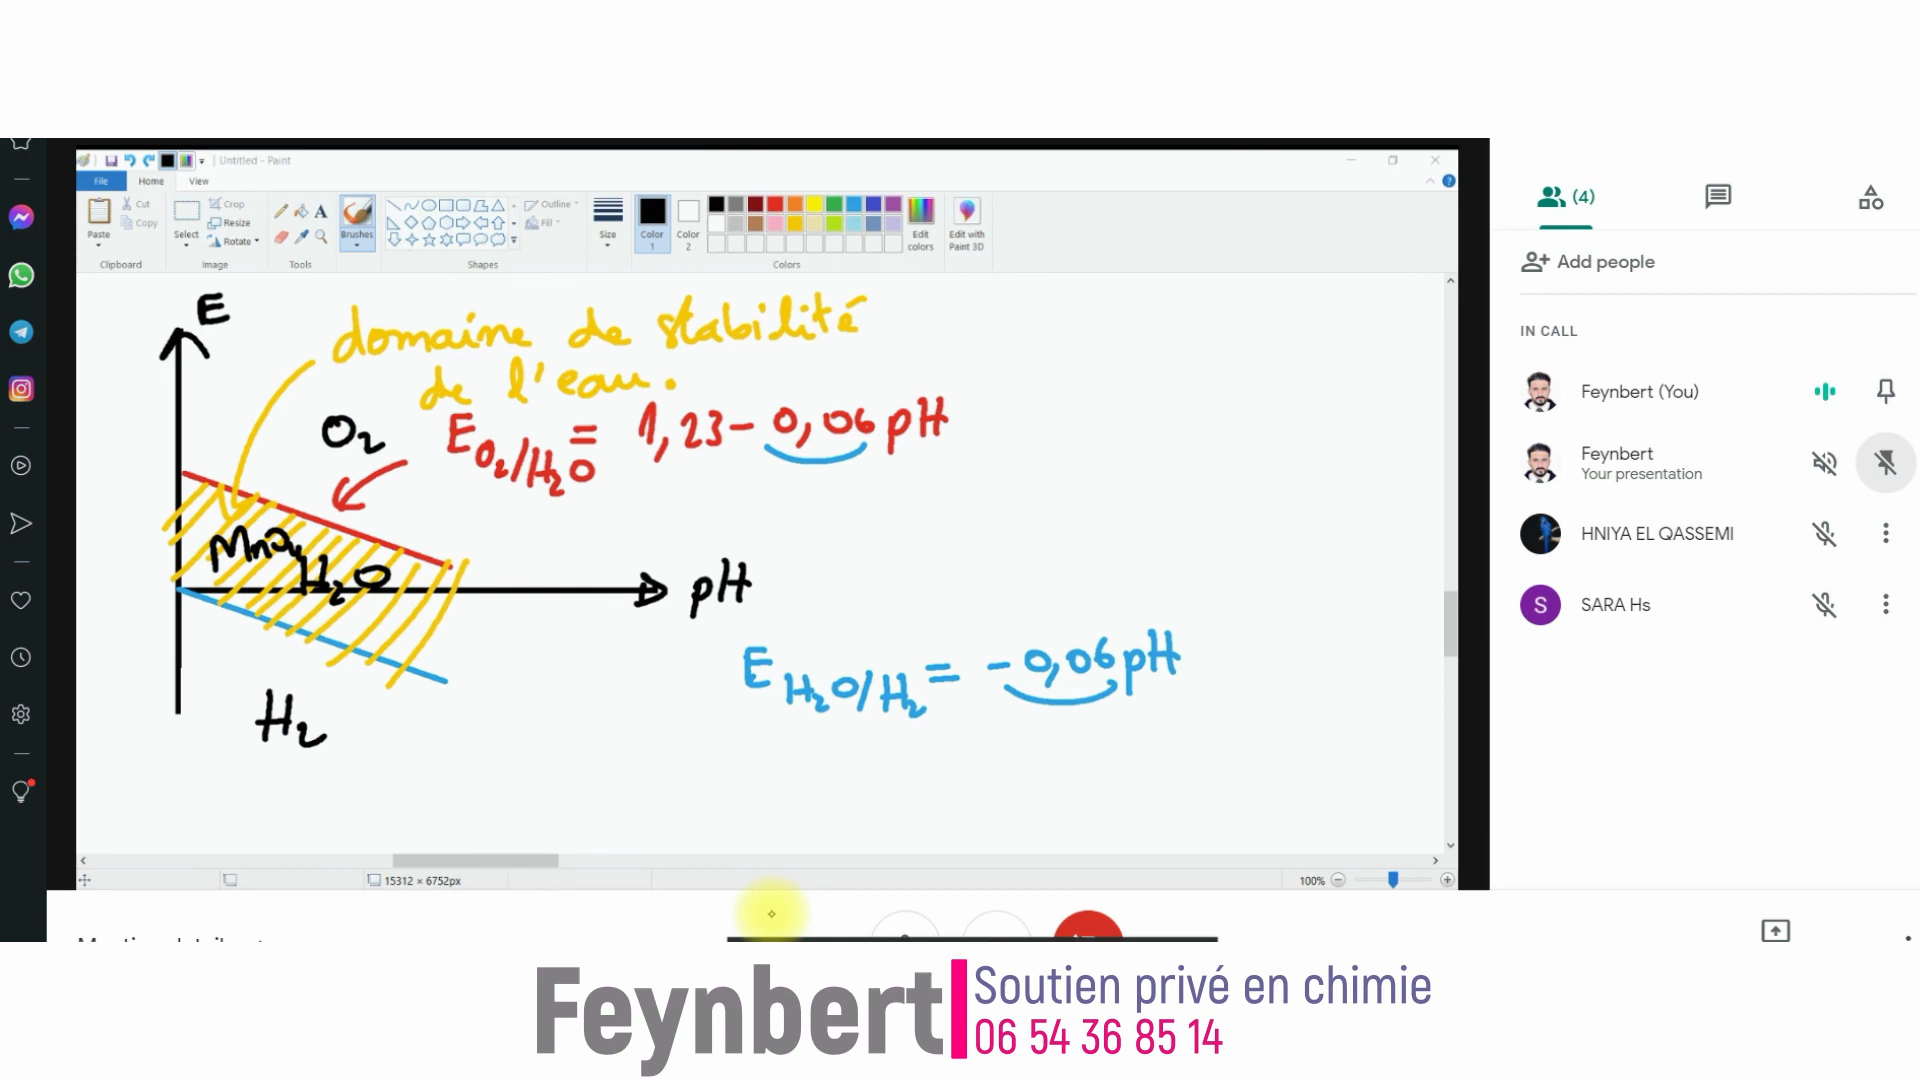 Untitled - Paint
File Home View
Paste
Cut
Copy
Clipboard
Select
Crop
Resize
Rotate
Image
Tools
Brushes
Outline
Fill
Shapes
Size
Color 1
Color 2
Edit colors
Edit with Paint 3D
Colors
E
domaine de stabilité
de l'eau.
O₂
E O₂/H₂O = 1,23 - 0,06 pH
H₂O
pH
E H₂O/H₂ = - 0,06 pH
H₂
15312 × 6752px
100%
(4)
Add people
IN CALL
Feynbert (You)
Feynbert
Your presentation
HNIYA EL QASSEMI
S
SARA Hs
Feynbert
Soutien privé en chimie
06 54 36 85 14